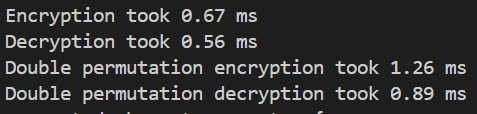 Encryption took 0.67 ms
Decryption took 0.56 ms
Double permutation encryption took 1.26 ms
Double permutation decryption took 0.89 ms